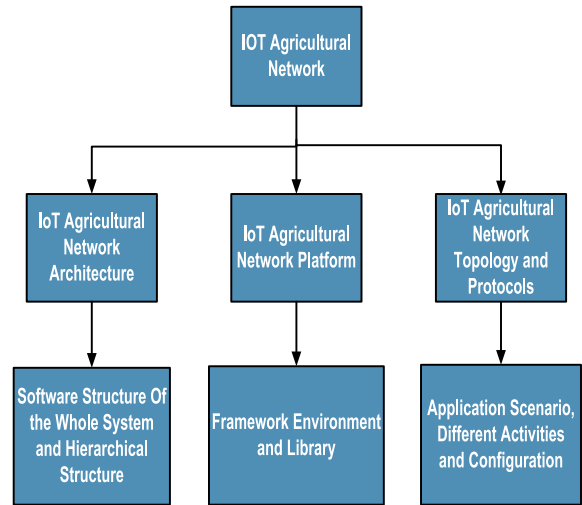 IOT Agricultural
Network
IoT Agricultural
Network
Architecture
IoT Agricultural
Network Platform
IoT Agricultural
Network
Topology and
Protocols
Software Structure Of
the Whole System
and Hierarchical
Structure
Framework Environment
and Library
Application Scenario,
Different Activities
and Configuration